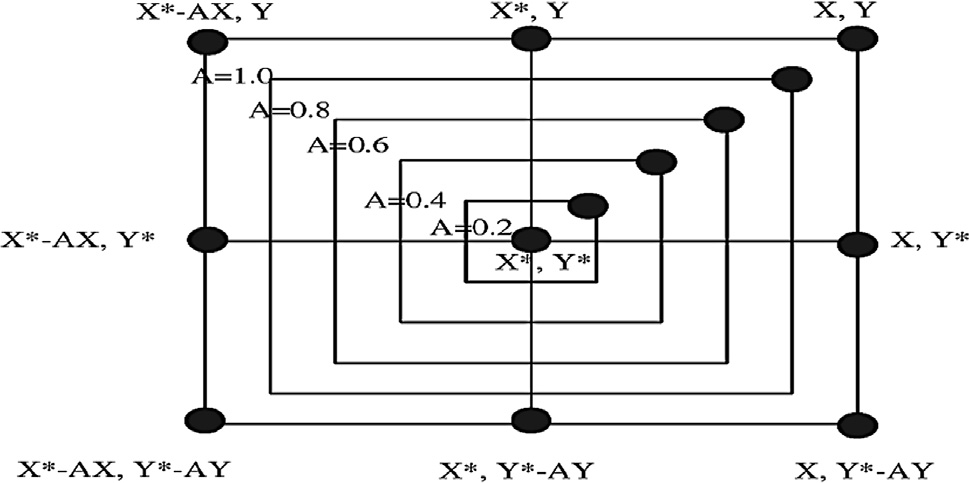 X*-AX, Y
X*, Y
X, Y
A=1.0
A=0.8
A=0.6
A=0.4
A=0.2
X*-AX, Y*
X, Y*
X*, Y*
X*-AX, Y*-AY
X*, Y*-AY
X, Y*-AY